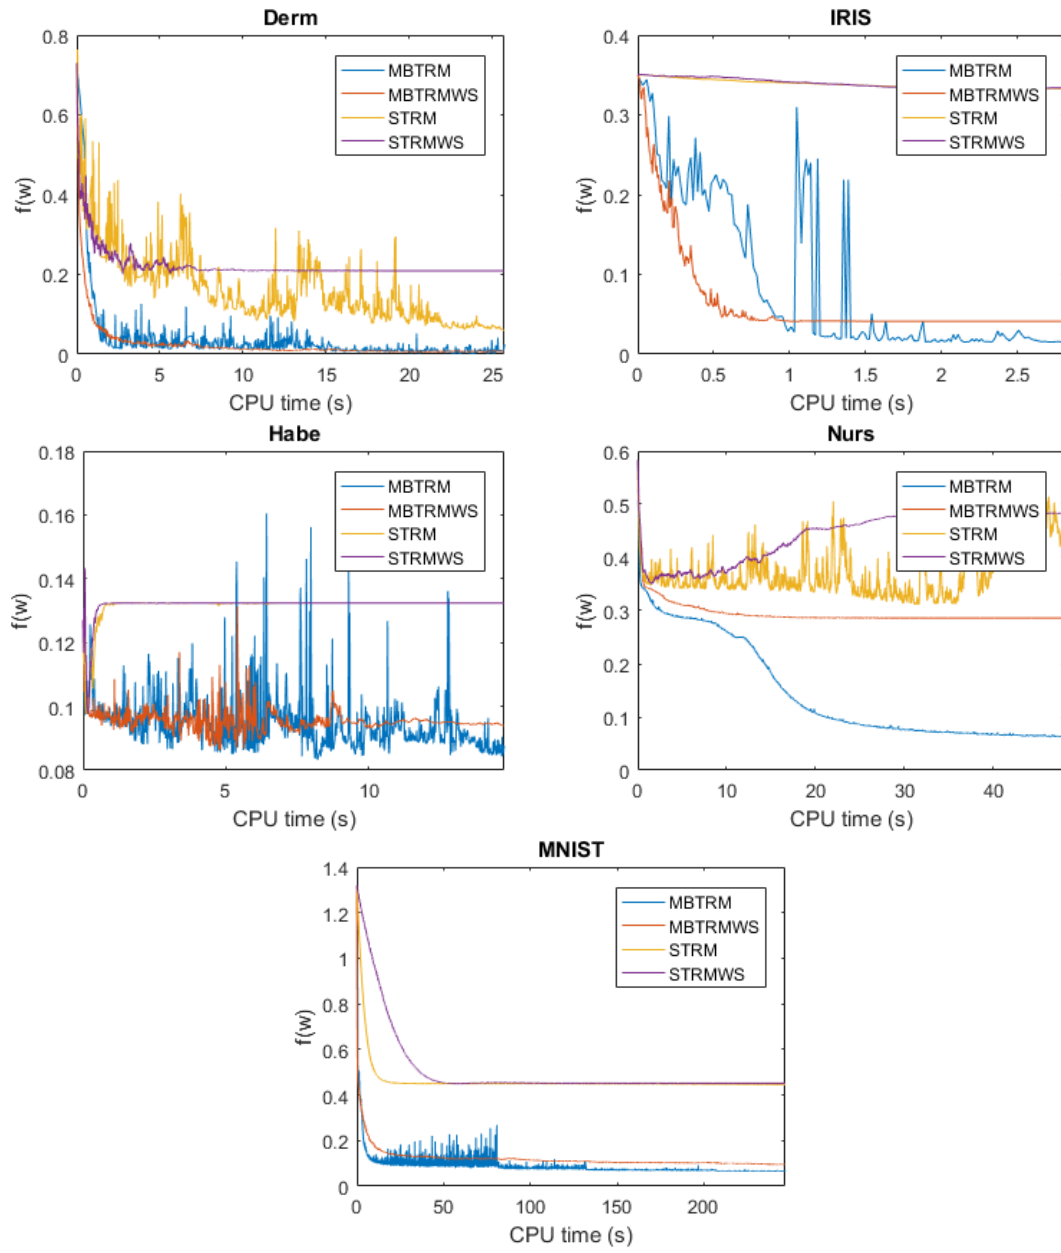 Derm
0.8
0.6
0.4
0.2
0
f(w)
MBTRM
MBTRMWS
STRM
STRMWS
0 5 10 15 20 25
CPU time (s)
IRIS
0.4
0.3
0.2
0.1
0
f(w)
MBTRM
MBTRMWS
STRM
STRMWS
0 0.5 1 1.5 2 2.5
CPU time (s)
Habe
0.18
0.16
0.14
0.12
0.1
0.08
f(w)
MBTRM
MBTRMWS
STRM
STRMWS
0 5 10
CPU time (s)
Nurs
0.6
0.5
0.4
0.3
0.2
0.1
0
f(w)
MBTRM
MBTRMWS
STRM
STRMWS
0 10 20 30 40
CPU time (s)
MNIST
1.4
1.2
1
0.8
0.6
0.4
0.2
0
f(w)
MBTRM
MBTRMWS
STRM
STRMWS
0 50 100 150 200
CPU time (s)